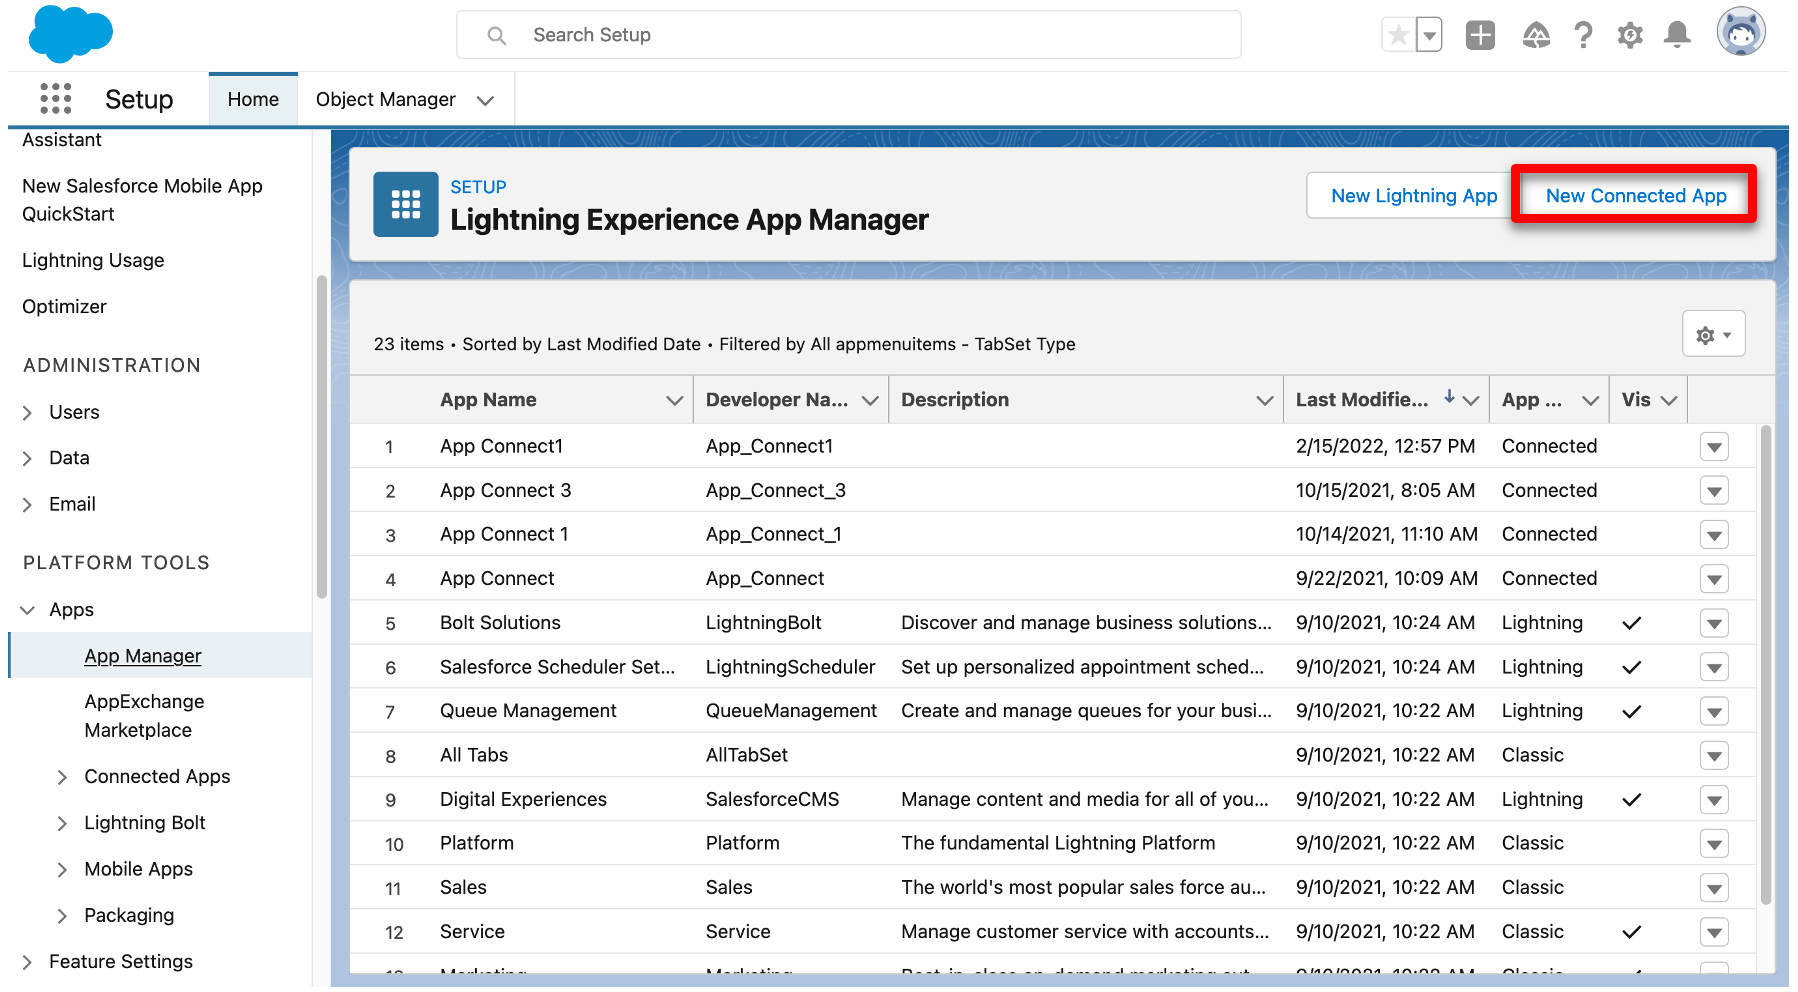 Search Setup
Setup
Home
Object Manager
Assistant
New Salesforce Mobile App
QuickStart
Lightning Usage
Optimizer
ADMINISTRATION
Users
Data
Email
PLATFORM TOOLS
Apps
App Manager
AppExchange
Marketplace
Connected Apps
Lightning Bolt
Mobile Apps
Packaging
Feature Settings
SETUP
Lightning Experience App Manager
New Lightning App
New Connected App
23 items • Sorted by Last Modified Date • Filtered by All appmenuitems - TabSet Type
App Name Developer Na... Description Last Modifie... App ... Vis
1 App Connect1 App_Connect1 2/15/2022, 12:57 PM Connected
2 App Connect 3 App_Connect_3 10/15/2021, 8:05 AM Connected
3 App Connect 1 App_Connect_1 10/14/2021, 11:10 AM Connected
4 App Connect App_Connect 9/22/2021, 10:09 AM Connected
5 Bolt Solutions LightningBolt Discover and manage business solutions... 9/10/2021, 10:24 AM Lightning
6 Salesforce Scheduler Set... LightningScheduler Set up personalized appointment sched... 9/10/2021, 10:24 AM Lightning
7 Queue Management QueueManagement Create and manage queues for your busi... 9/10/2021, 10:22 AM Lightning
8 All Tabs AllTabSet 9/10/2021, 10:22 AM Classic
9 Digital Experiences SalesforceCMS Manage content and media for all of you... 9/10/2021, 10:22 AM Lightning
10 Platform Platform The fundamental Lightning Platform 9/10/2021, 10:22 AM Classic
11 Sales Sales The world's most popular sales force au... 9/10/2021, 10:22 AM Classic
12 Service Service Manage customer service with accounts... 9/10/2021, 10:22 AM Classic